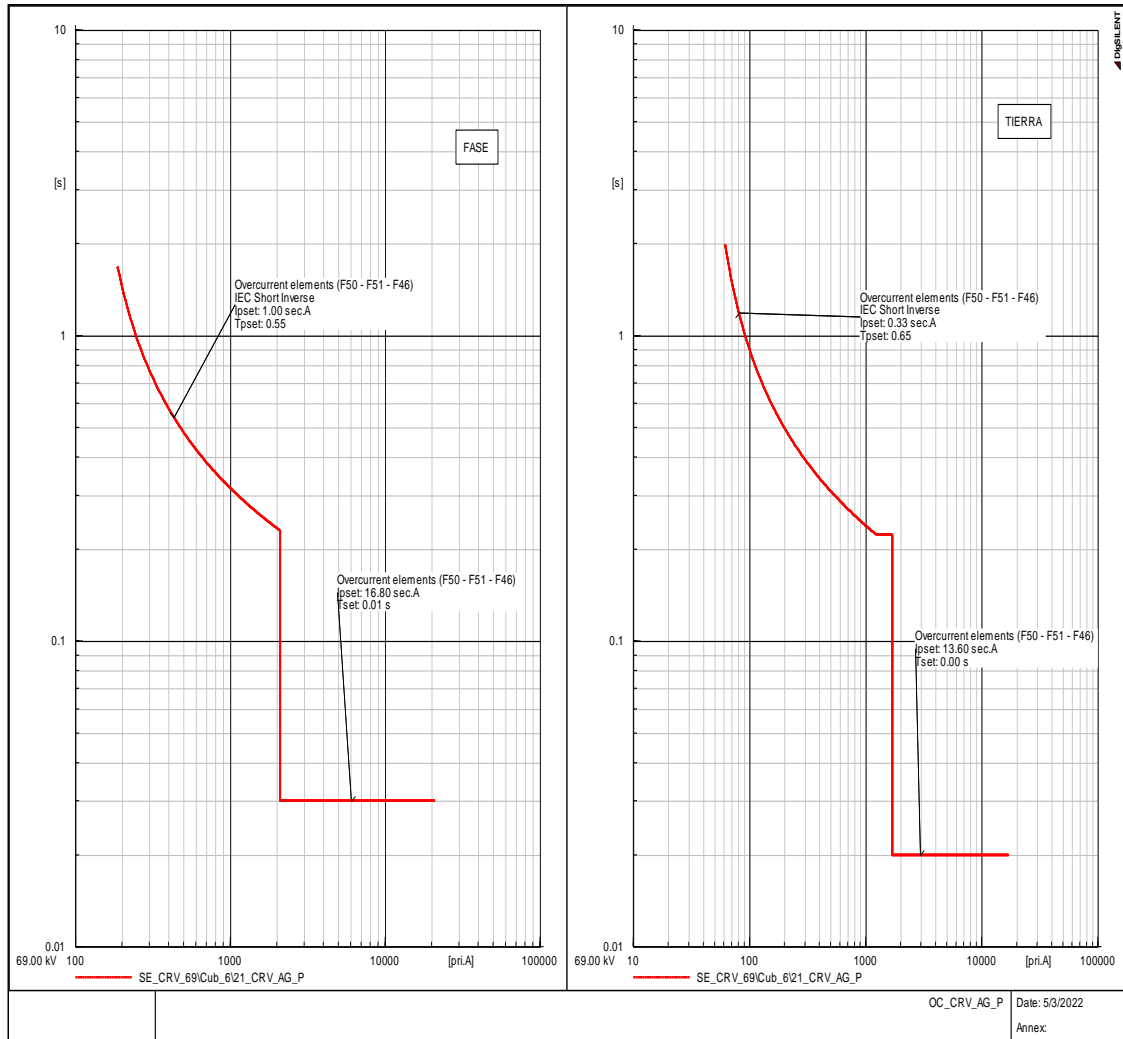 DIgSILENT
10
1
0.1
0.01
[s]
FASE
Overcurrent elements (F50 - F51 - F46)
IEC Short Inverse
Ipset: 1.00 sec.A
Tpset: 0.55
Overcurrent elements (F50 - F51 - F46)
Ipset: 16.80 sec.A
Tset: 0.01 s
69.00 kV
100
1000
10000
[pri.A]
100000
SE_CRV_69\Cub_6\21_CRV_AG_P
10
1
0.1
0.01
[s]
TIERRA
Overcurrent elements (F50 - F51 - F46)
IEC Short Inverse
Ipset: 0.33 sec.A
Tpset: 0.65
Overcurrent elements (F50 - F51 - F46)
Ipset: 13.60 sec.A
Tset: 0.00 s
69.00 kV
10
100
1000
10000
[pri.A]
100000
SE_CRV_69\Cub_6\21_CRV_AG_P
OC_CRV_AG_P
Date: 5/3/2022
Annex: